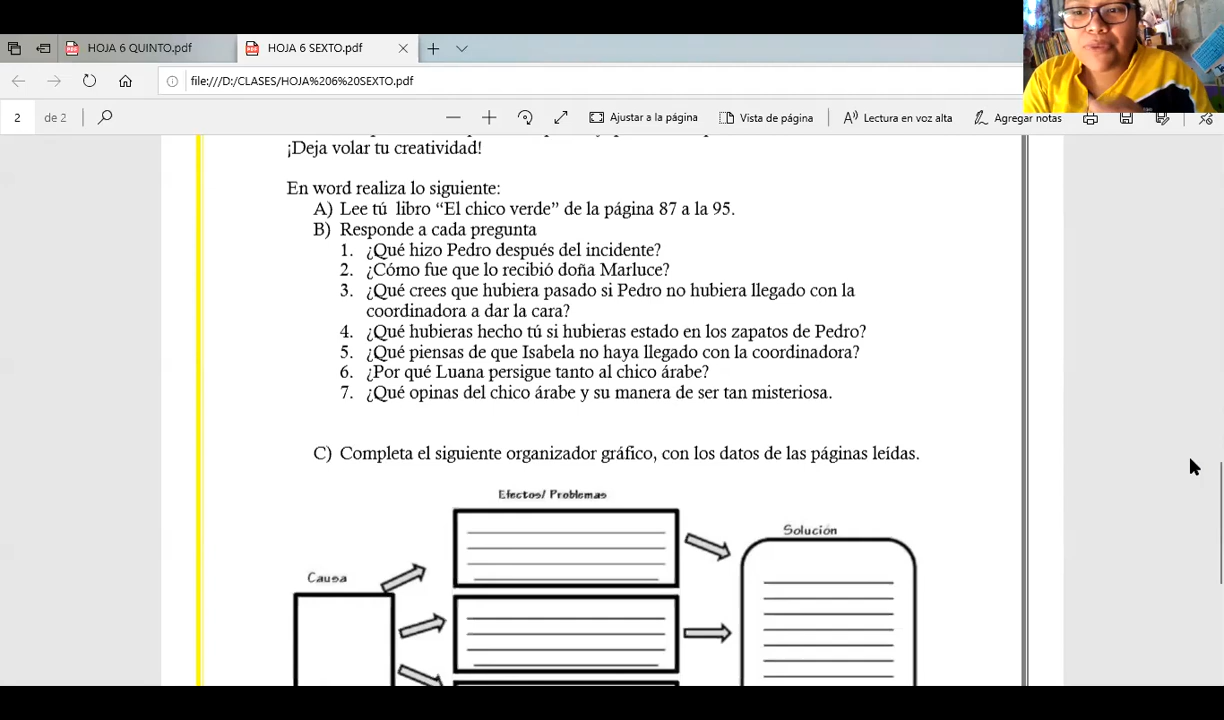 HOJA 6 QUINTO.pdf
HOJA 6 SEXTO.pdf
file:///D:/CLASES/HOJA%206%20SEXTO.pdf
2 de 2
Ajustar a la página
Vista de página
Lectura en voz alta
Agregar notas
¡Deja volar tu creatividad!
En word realiza lo siguiente:
A) Lee tú libro “El chico verde” de la página 87 a la 95.
B) Responde a cada pregunta
1. ¿Qué hizo Pedro después del incidente?
2. ¿Cómo fue que lo recibió doña Marluce?
3. ¿Qué crees que hubiera pasado si Pedro no hubiera llegado con la
coordinadora a dar la cara?
4. ¿Qué hubieras hecho tú si hubieras estado en los zapatos de Pedro?
5. ¿Qué piensas de que Isabela no haya llegado con la coordinadora?
6. ¿Por qué Luana persigue tanto al chico árabe?
7. ¿Qué opinas del chico árabe y su manera de ser tan misteriosa.
C) Completa el siguiente organizador gráfico, con los datos de las páginas leídas.
Efectos/ Problemas
Solución
Causa